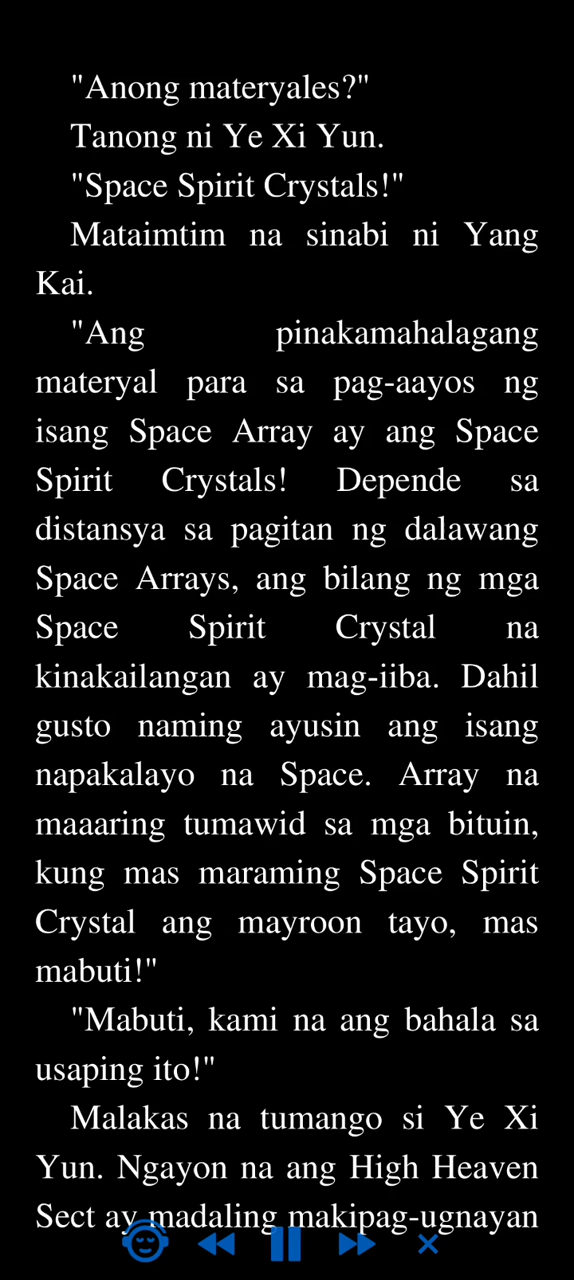 "Anong materyales?"
Tanong ni Ye Xi Yun.
"Space Spirit Crystals!"
Mataimtim na sinabi ni Yang
Kai.
"Ang pinakamahalagang
materyal para sa pag-aayos ng
isang Space Array ay ang Space
Spirit Crystals! Depende sa
distansya sa pagitan ng dalawang
Space Arrays, ang bilang ng mga
Space Spirit Crystal na
kinakailangan ay mag-iiba. Dahil
gusto naming ayusin ang isang
napakalayo na Space. Array na
maaaring tumawid sa mga bituin,
kung mas maraming Space Spirit
Crystal ang mayroon tayo, mas
mabuti!"
"Mabuti, kami na ang bahala sa
usaping ito!"
Malakas na tumango si Ye Xi
Yun. Ngayon na ang High Heaven
Sect ay madaling makipag-ugnayan